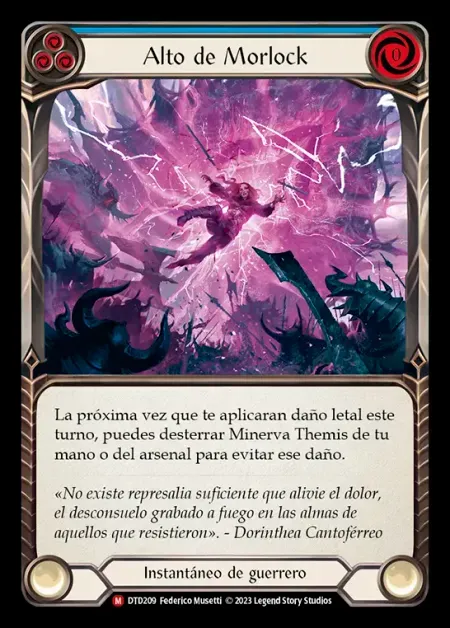 Alto de Morlock
0
La próxima vez que te aplicaran daño letal este
turno, puedes desterrar Minerva Themis de tu
mano o del arsenal para evitar ese daño.
«No existe represalia suficiente que alivie el dolor,
el desconsuelo grabado a fuego en las almas de
aquellos que resistieron». - Dorinthea Cantoférreo
Instantáneo de guerrero
M DTD209 Federico Musetti © 2023 Legend Story Studios